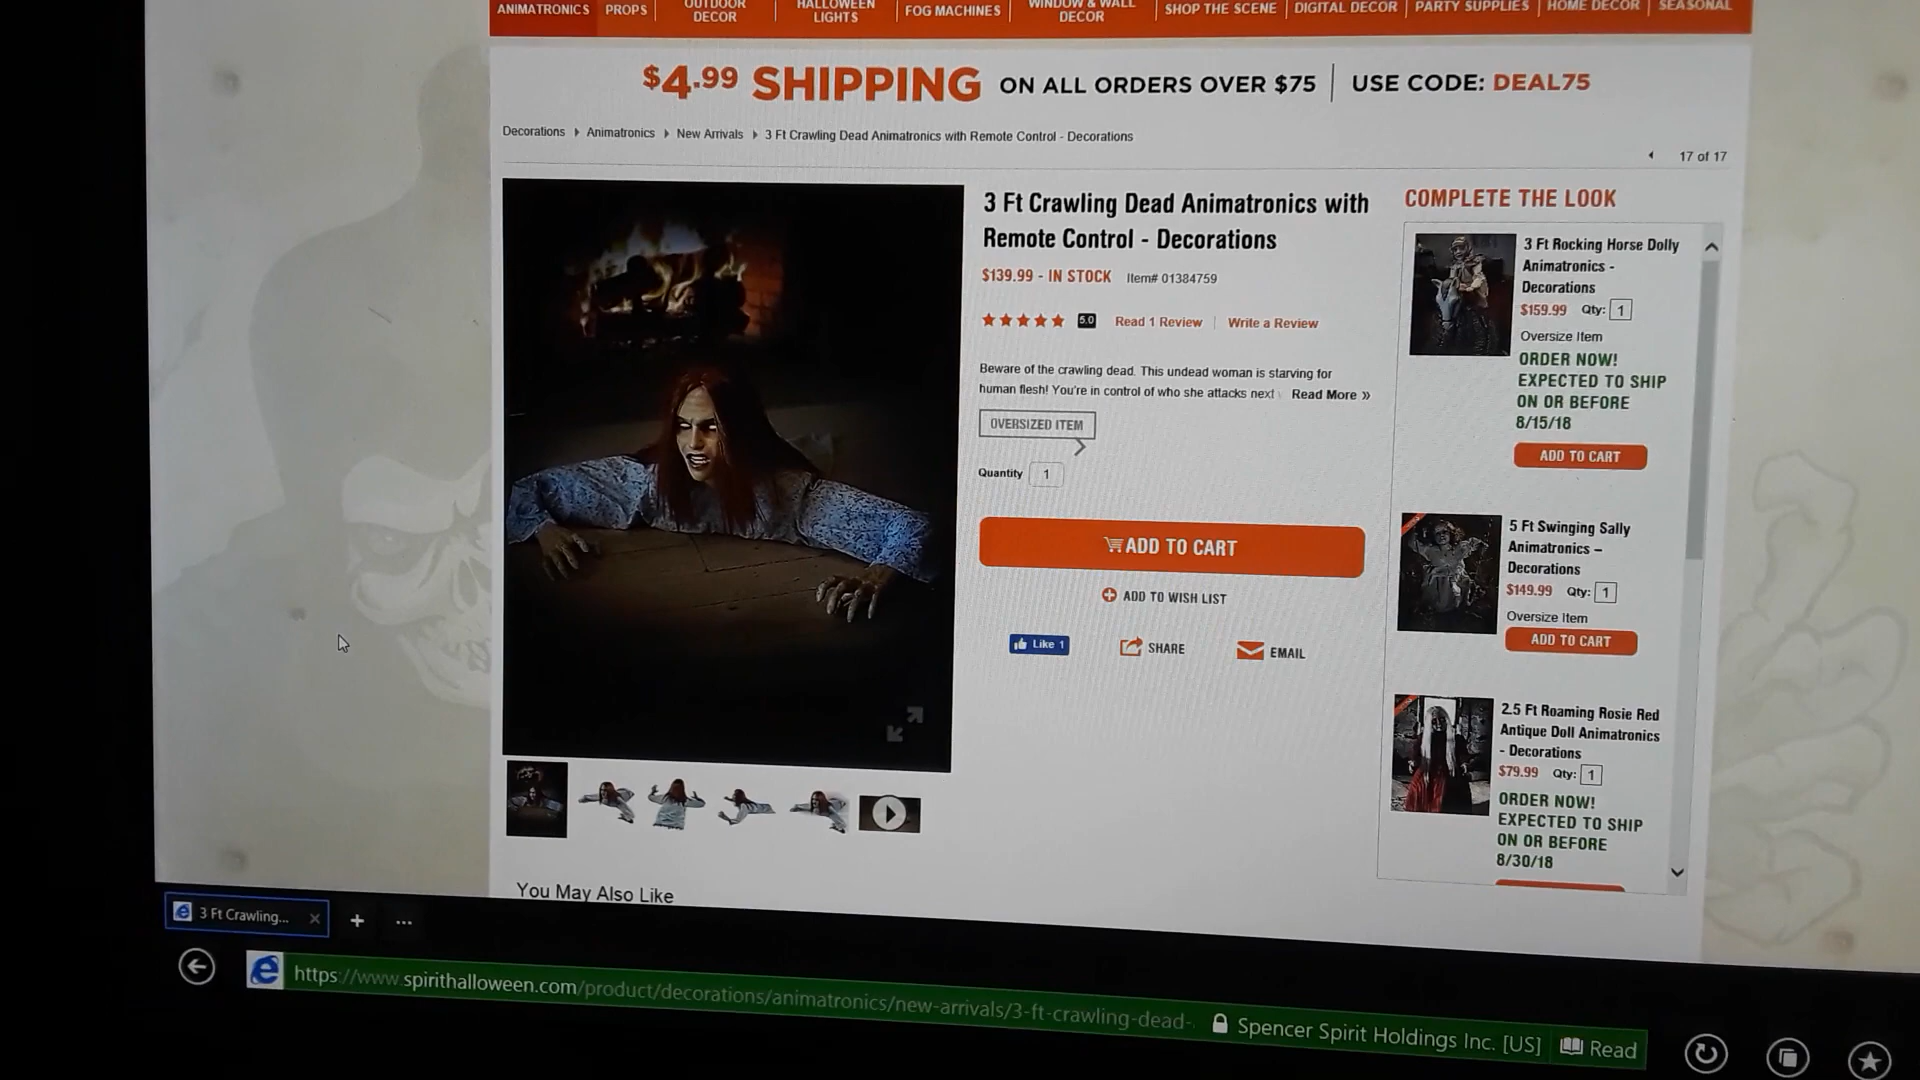 ANIMATRONICS
PROPS
OUTDOOR
DECOR
HALLOWEEN
LIGHTS
FOG MACHINES
WINDOW & WALL
DECOR
SHOP THE SCENE
DIGITAL DECOR
PARTY SUPPLIES
HOME DECOR
SEASONAL
$4.99 SHIPPING ON ALL ORDERS OVER $75 | USE CODE: DEAL75
Decorations
Animatronics
New Arrivals
3 Ft Crawling Dead Animatronics with Remote Control - Decorations
17 of 17
3 Ft Crawling Dead Animatronics with
Remote Control - Decorations
$139.99 - IN STOCK Item# 01384759
5.0 Read 1 Review | Write a Review
Beware of the crawling dead. This undead woman is starving for
human flesh! You're in control of who she attacks next Read More »
OVERSIZED ITEM
Quantity 1
ADD TO CART
ADD TO WISH LIST
Like 1
SHARE
EMAIL
COMPLETE THE LOOK
3 Ft Rocking Horse Dolly
Animatronics -
Decorations
$159.99 Qty: 1
Oversize Item
ORDER NOW!
EXPECTED TO SHIP
ON OR BEFORE
8/15/18
ADD TO CART
5 Ft Swinging Sally
Animatronics –
Decorations
$149.99 Qty: 1
Oversize Item
ADD TO CART
2.5 Ft Roaming Rosie Red
Antique Doll Animatronics
- Decorations
$79.99 Qty: 1
ORDER NOW!
EXPECTED TO SHIP
ON OR BEFORE
8/30/18
You May Also Like
3 Ft Crawling...
https://www.spirithalloween.com/product/decorations/animatronics/new-arrivals/3-ft-crawling-dead-
Spencer Spirit Holdings Inc. [US]
Read